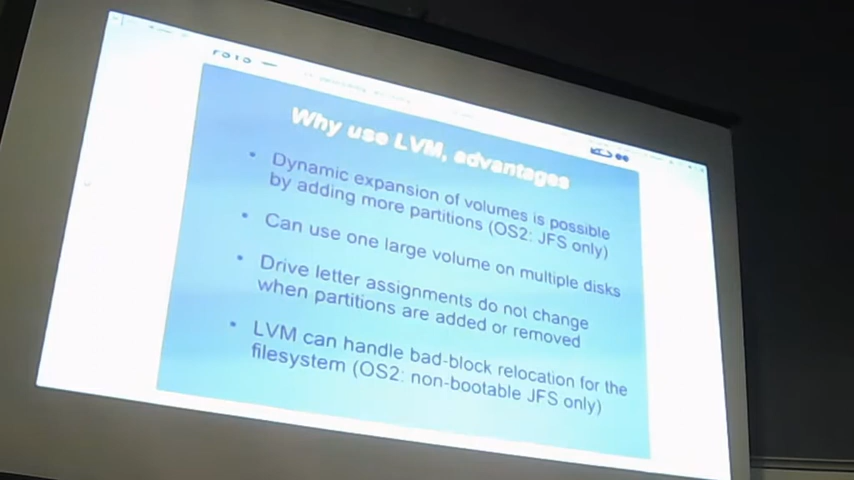 Why use LVM, advantages
• Dynamic expansion of volumes is possible
by adding more partitions (OS2: JFS only)
• Can use one large volume on multiple disks
• Drive letter assignments do not change
when partitions are added or removed
• LVM can handle bad-block relocation for the
filesystem (OS2: non-bootable JFS only)